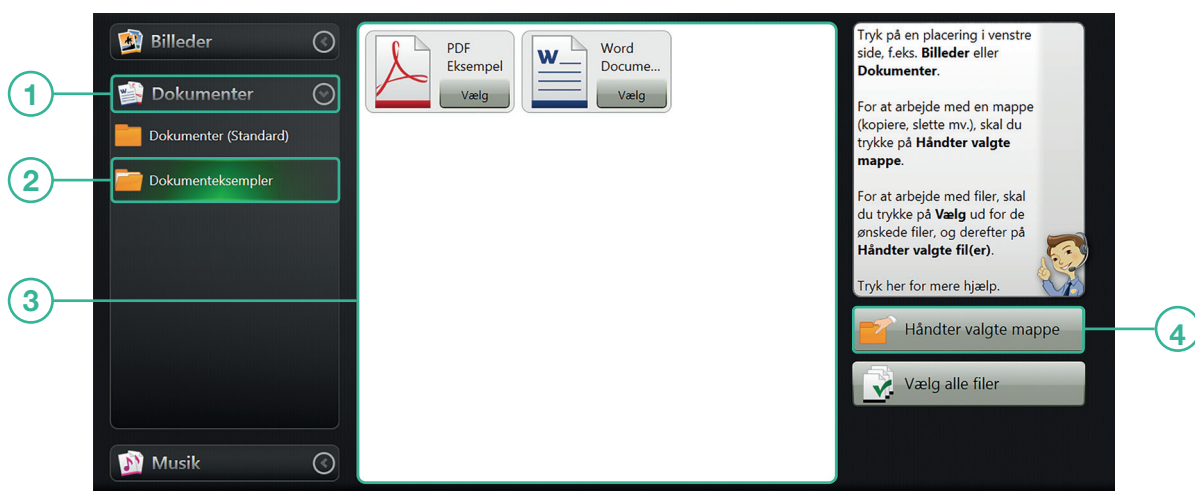 Billeder
1
Dokumenter
Dokumenter (Standard)
2
Dokumenteksempler
3
Musik
PDF
Eksempel
Vælg
W
Word
Docume...
Vælg
Tryk på en placering i venstre
side, f.eks. Billeder eller
Dokumenter.
For at arbejde med en mappe
(kopiere, slette mv.), skal du
trykke på Håndter valgte
mappe.
For at arbejde med filer, skal
du trykke på Vælg ud for de
ønskede filer, og derefter på
Håndter valgte fil(er).
Tryk her for mere hjælp.
Håndter valgte mappe
4
Vælg alle filer